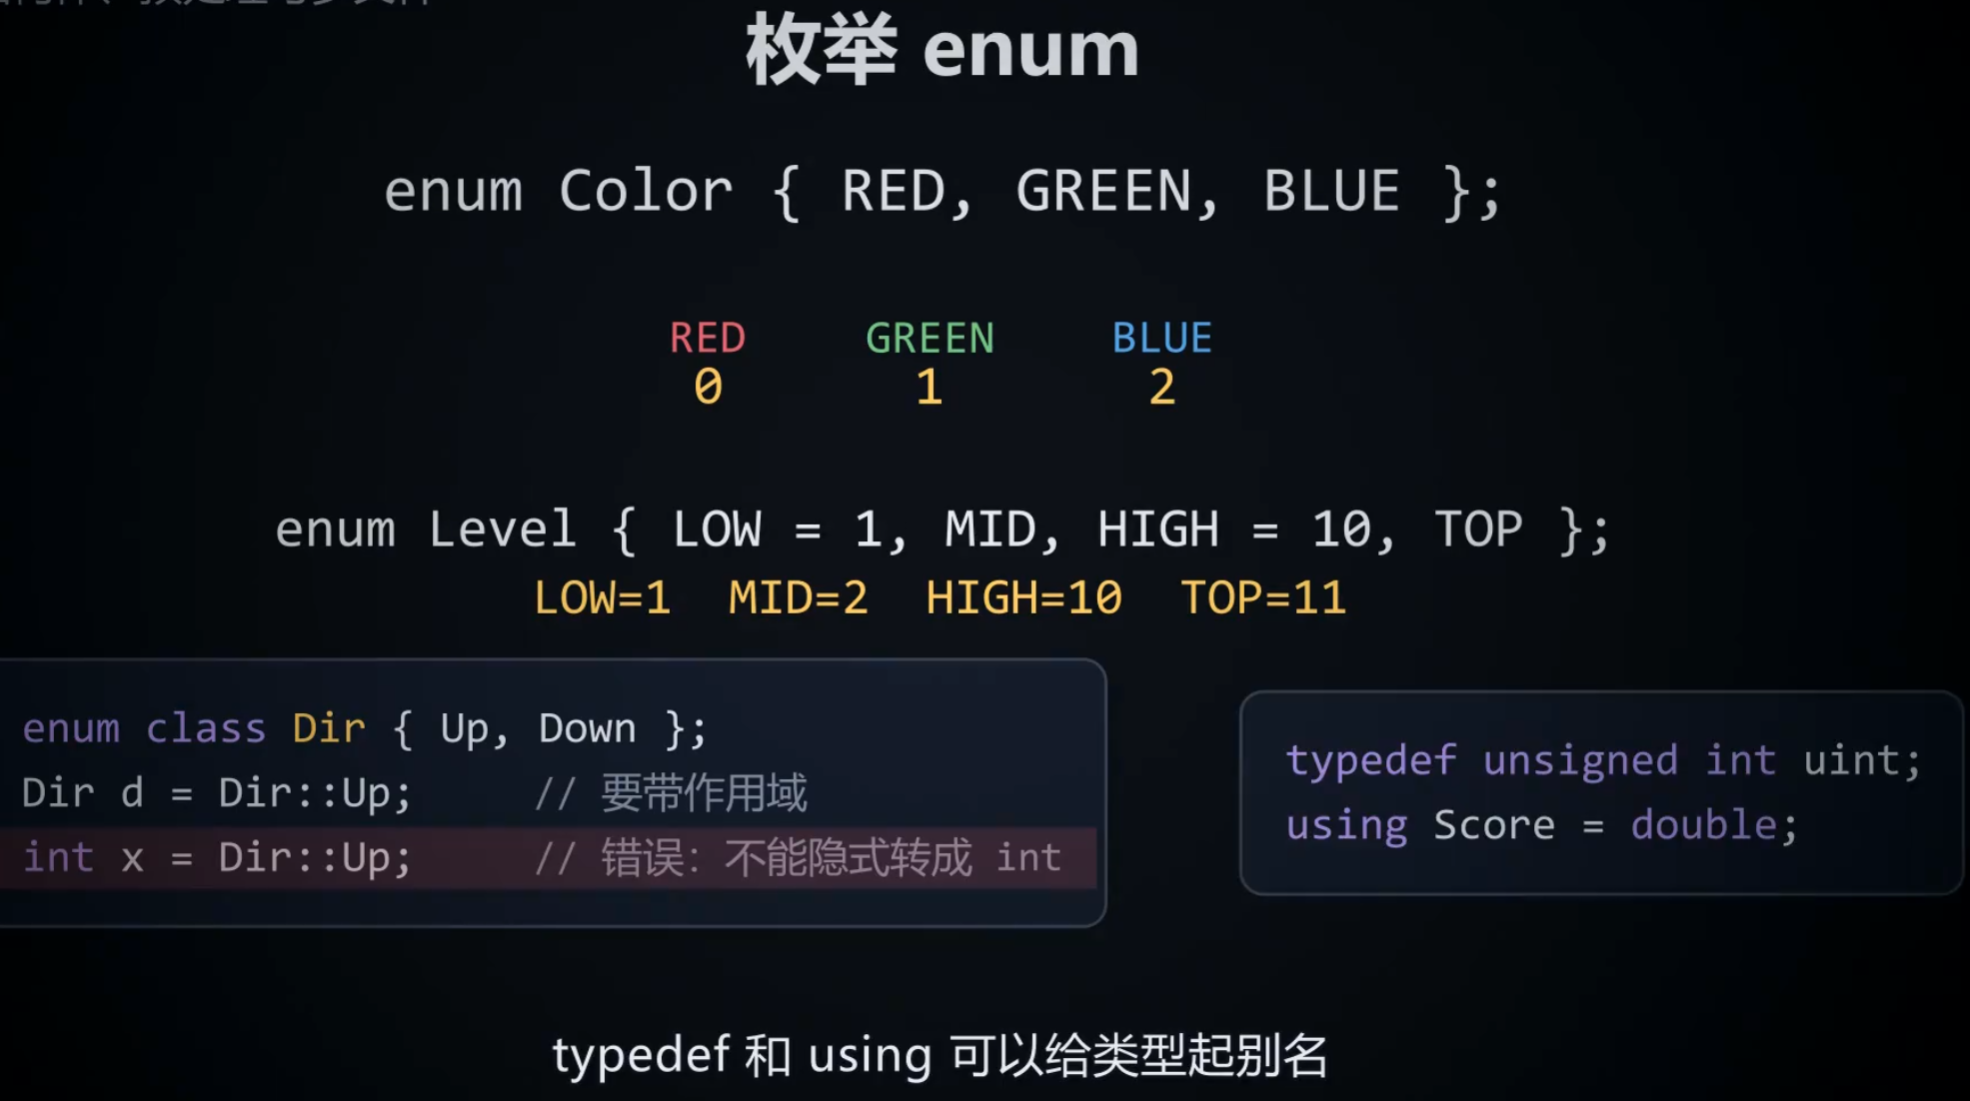 枚举 enum
enum Color { RED, GREEN, BLUE };
RED GREEN BLUE
0 1 2
enum Level { LOW = 1, MID, HIGH = 10, TOP };
LOW=1 MID=2 HIGH=10 TOP=11
enum class Dir { Up, Down };
Dir d = Dir::Up; // 要带作用域
int x = Dir::Up; // 错误：不能隐式转成 int
typedef unsigned int uint;
using Score = double;
typedef 和 using 可以给类型起别名